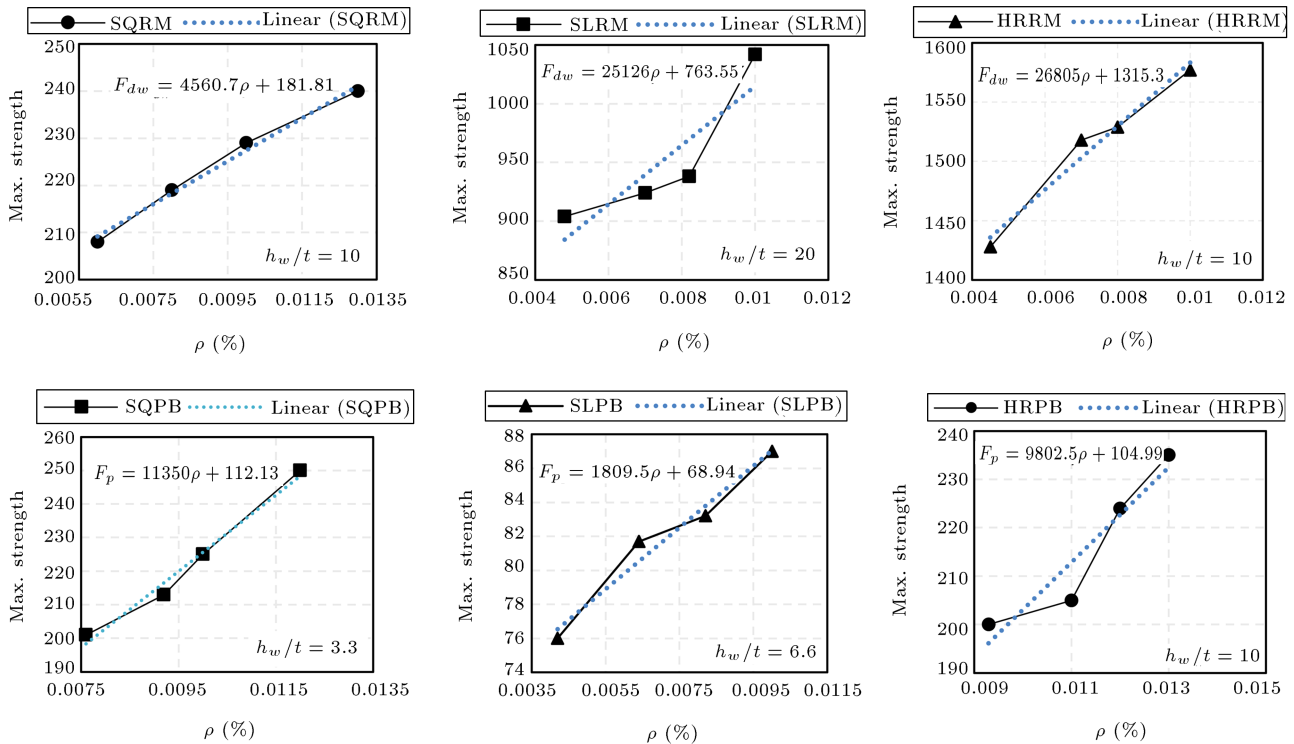 SQRM Linear (SQRM)
250
240
230
220
210
200
Max. strength
F_{dw} = 4560.7ρ + 181.81
h_w/t = 10
0.0055 0.0075 0.0095 0.0115 0.0135
ρ (%)
SLRM Linear (SLRM)
1050
1000
950
900
850
Max. strength
F_{dw} = 25126ρ + 763.55
h_w/t = 20
0.004 0.006 0.008 0.01 0.012
ρ (%)
HRRM Linear (HRRM)
1600
1550
1500
1450
1400
Max. strength
F_{dw} = 26805ρ + 1315.3
h_w/t = 10
0.004 0.006 0.008 0.01 0.012
ρ (%)
SQPB Linear (SQPB)
260
250
240
230
220
210
200
190
Max. strength
F_p = 11350ρ + 112.13
h_w/t = 3.3
0.0075 0.0095 0.0115 0.0135
ρ (%)
SLPB Linear (SLPB)
88
86
84
82
80
78
76
74
Max. strength
F_p = 1809.5ρ + 68.94
h_w/t = 6.6
0.0035 0.0055 0.0075 0.0095 0.0115
ρ (%)
HRPB Linear (HRPB)
240
230
220
210
200
190
Max. strength
F_p = 9802.5ρ + 104.99
h_w/t = 10
0.009 0.011 0.013 0.015
ρ (%)